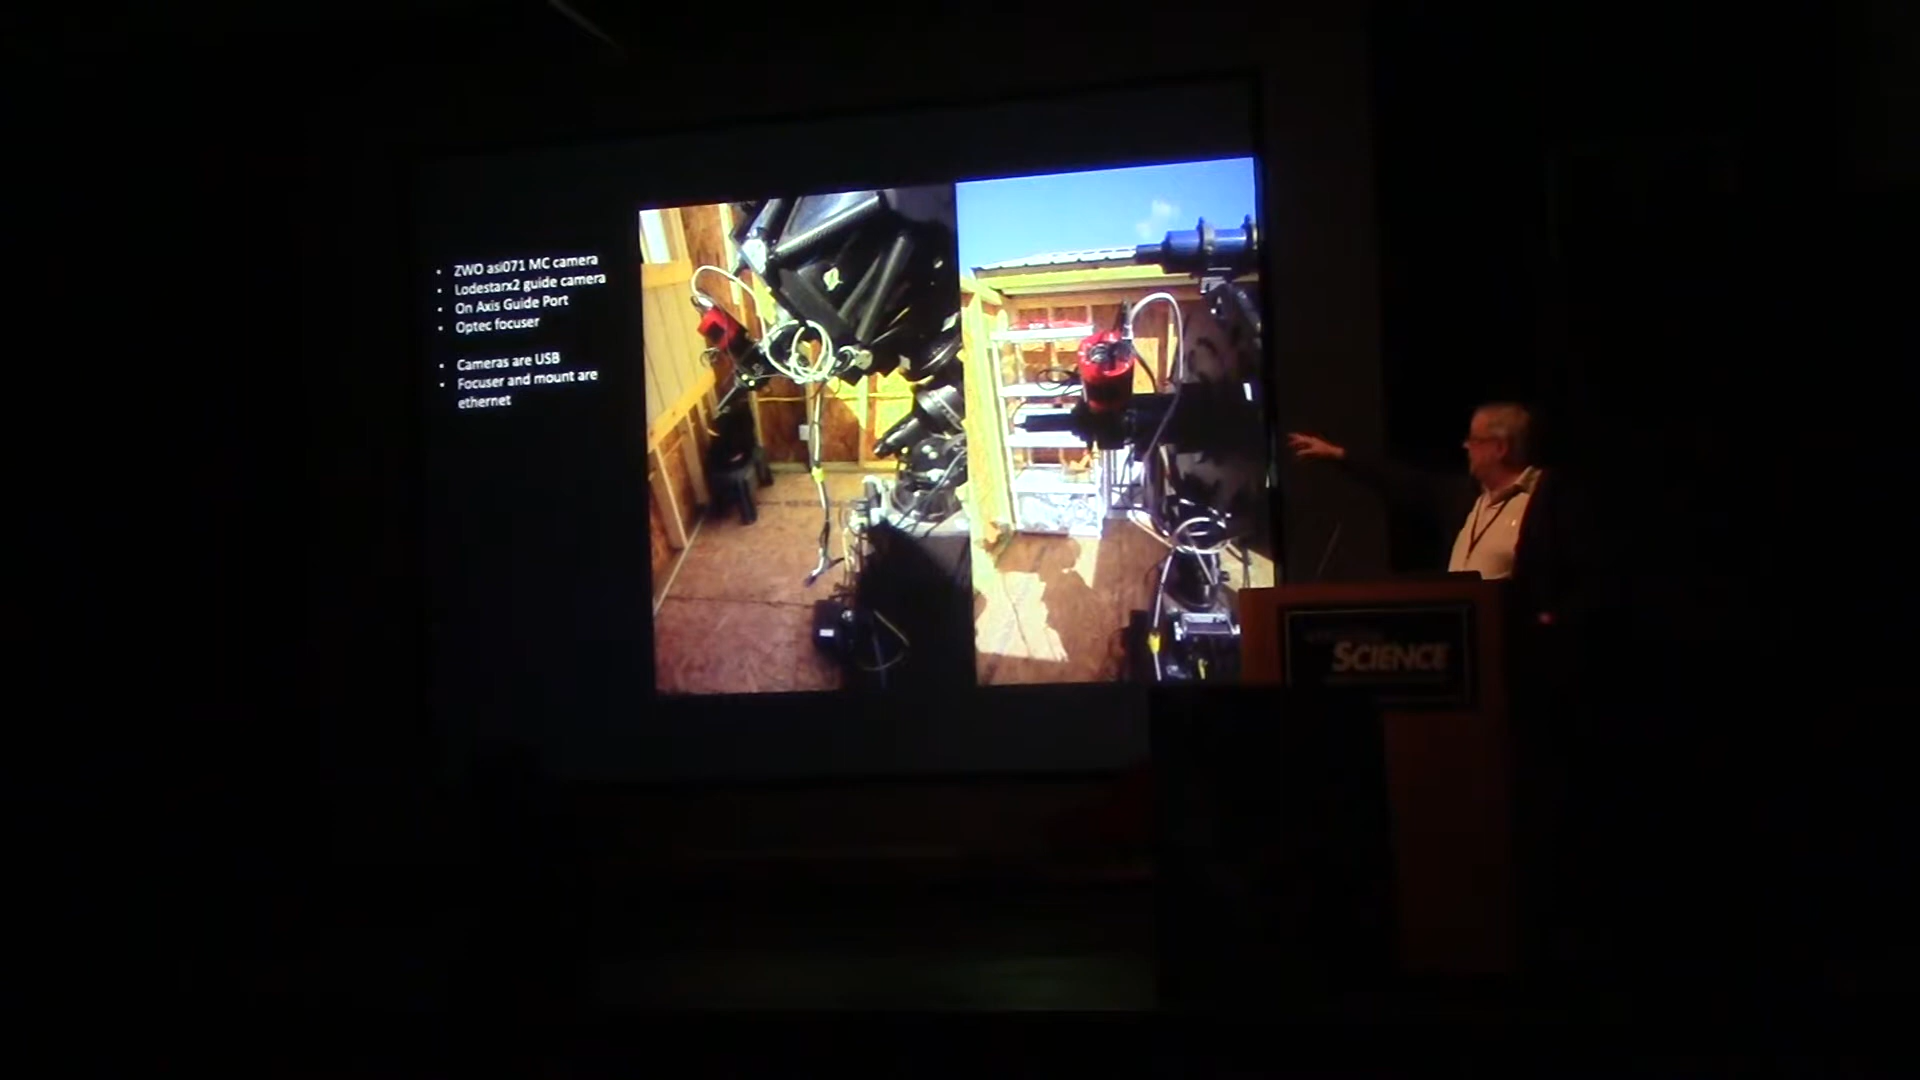 • ZWO asi071 MC camera
• Lodestarx2 guide camera
• On Axis Guide Port
• Optec focuser
• Cameras are USB
• Focuser and mount are
ethernet
SCIENCE